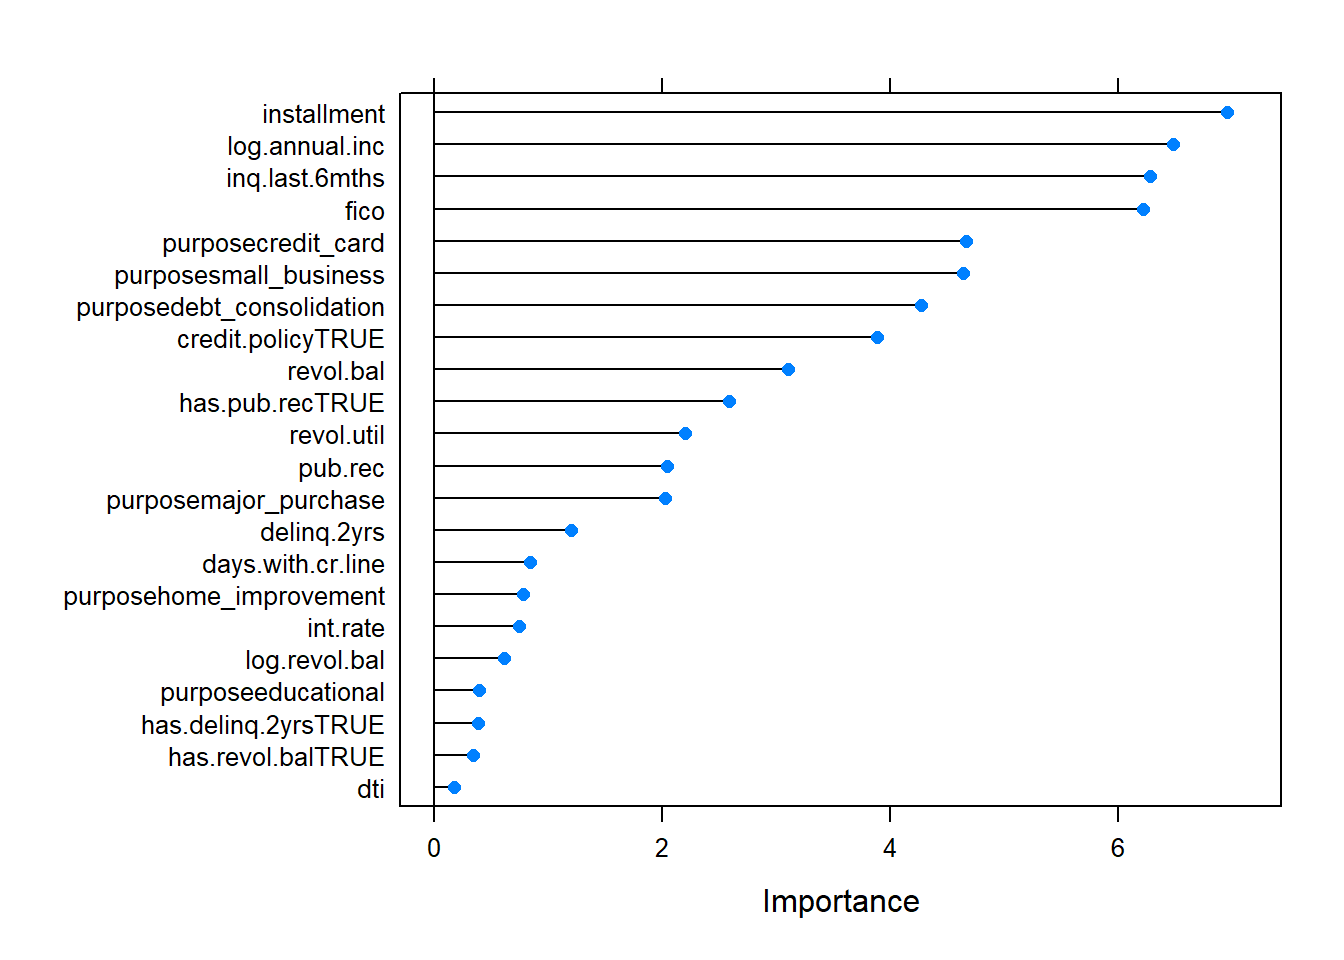 installment
log.annual.inc
inq.last.6mths
fico
purposecredit_card
purposesmall_business
purposedebt_consolidation
credit.policyTRUE
revol.bal
has.pub.recTRUE
revol.util
pub.rec
purposemajor_purchase
delinq.2yrs
days.with.cr.line
purposehome_improvement
int.rate
log.revol.bal
purposeeducational
has.delinq.2yrsTRUE
has.revol.balTRUE
dti
0 2 4 6
Importance